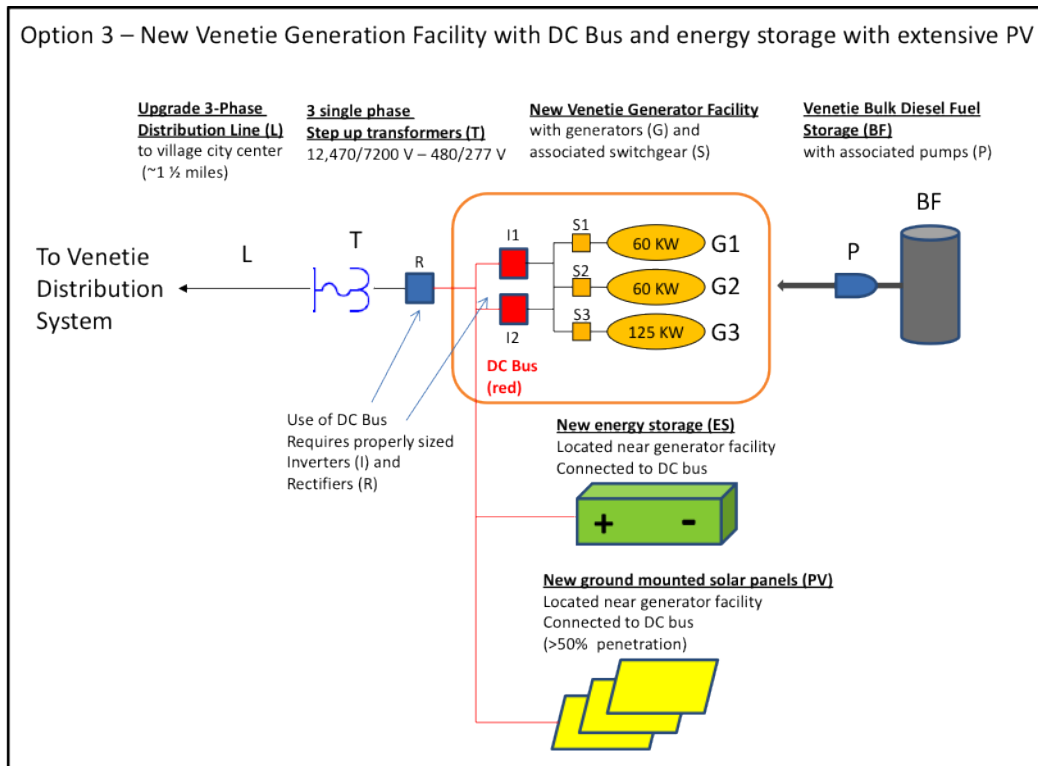 Option 3 – New Venetie Generation Facility with DC Bus and energy storage with extensive PV
Upgrade 3-Phase
Distribution Line (L)
to village city center
(~1 ½ miles)
3 single phase
Step up transformers (T)
12,470/7200 V – 480/277 V
New Venetie Generator Facility
with generators (G) and
associated switchgear (S)
Venetie Bulk Diesel Fuel
Storage (BF)
with associated pumps (P)
To Venetie
Distribution
System
L
T
R
I1
I2
S1
60 KW
G1
S2
60 KW
G2
S3
125 KW
G3
P
BF
DC Bus
(red)
Use of DC Bus
Requires properly sized
Inverters (I) and
Rectifiers (R)
New energy storage (ES)
Located near generator facility
Connected to DC bus
+ -
New ground mounted solar panels (PV)
Located near generator facility
Connected to DC bus
(>50% penetration)